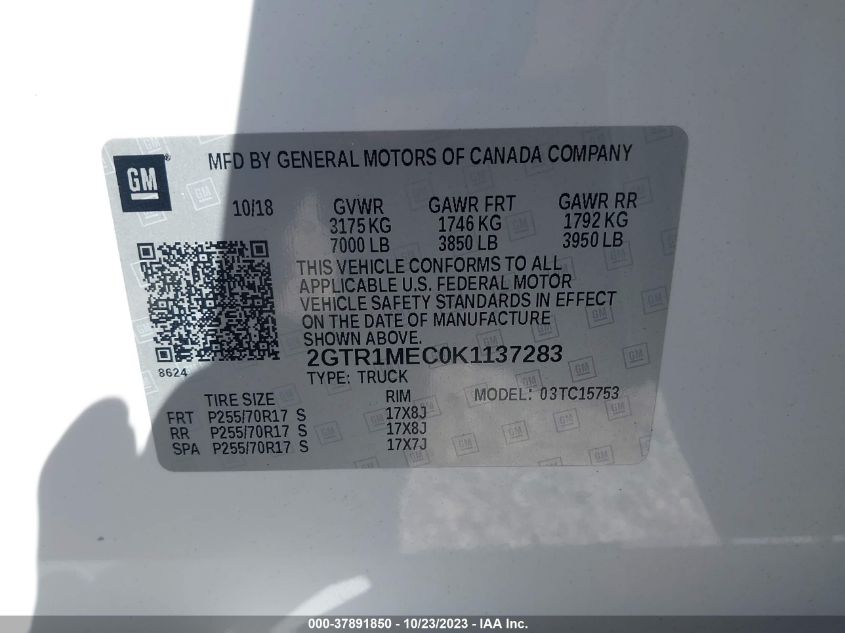 GM ®
MFD BY GENERAL MOTORS OF CANADA COMPANY
10/18 GVWR GAWR FRT GAWR RR
3175 KG 1746 KG 1792 KG
7000 LB 3850 LB 3950 LB
THIS VEHICLE CONFORMS TO ALL
APPLICABLE U.S. FEDERAL MOTOR
VEHICLE SAFETY STANDARDS IN EFFECT
ON THE DATE OF MANUFACTURE
SHOWN ABOVE.
8624
2GTR1MEC0K1137283
TYPE: TRUCK
TIRE SIZE RIM MODEL: 03TC15753
FRT P255/70R17 S 17X8J
RR P255/70R17 S 17X8J
SPA P255/70R17 S 17X7J
000-37891850 - 10/23/2023 - IAA Inc.